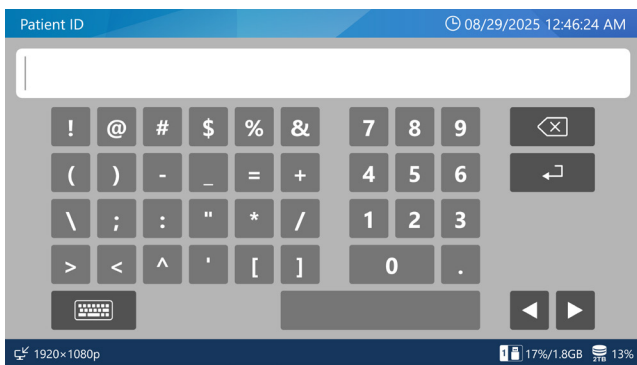 Patient ID 08/29/2025 12:46:24 AM
! @ # $ % & 7 8 9
( ) - _ = + 4 5 6
\ ; : " * / 1 2 3
> < ^ ' [ ] 0 .
1920×1080p 1 17%/1.8GB 2TB 13%